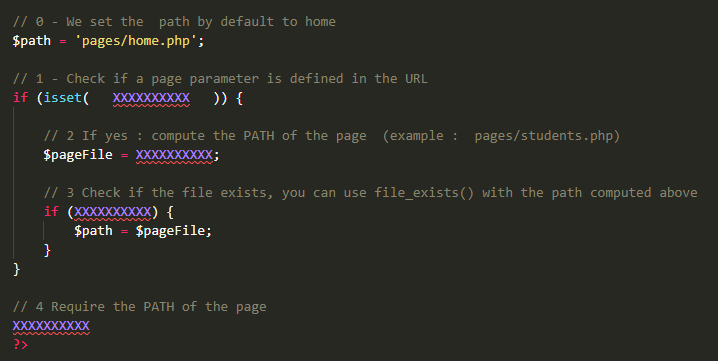 // 0 - We set the  path by default to home
$path = 'pages/home.php';
// 1 - Check if a page parameter is defined in the URL
if (isset(   XXXXXXXXXX   )) {
// 2 If yes : compute the PATH of the page  (example :  pages/students.php)
$pageFile = XXXXXXXXXX;
// 3 Check if the file exists, you can use file_exists() with the path computed above
if (XXXXXXXXXX) {
$path = $pageFile;
}
}
// 4 Require the PATH of the page
XXXXXXXXXX
?>